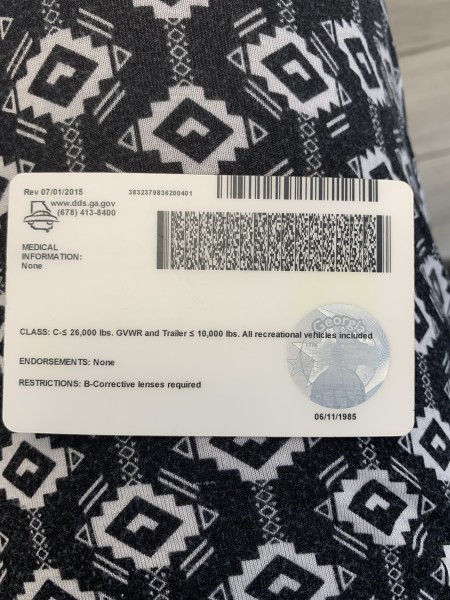 Rev 07/01/2015
3832379836200401
www.dds.ga.gov
(678) 413-8400
MEDICAL
INFORMATION:
None
CLASS: C-≤ 26,000 lbs. GVWR and Trailer ≤ 10,000 lbs. All recreational vehicles included
Georgia
1776
ENDORSEMENTS: None
RESTRICTIONS: B-Corrective lenses required
06/11/1985